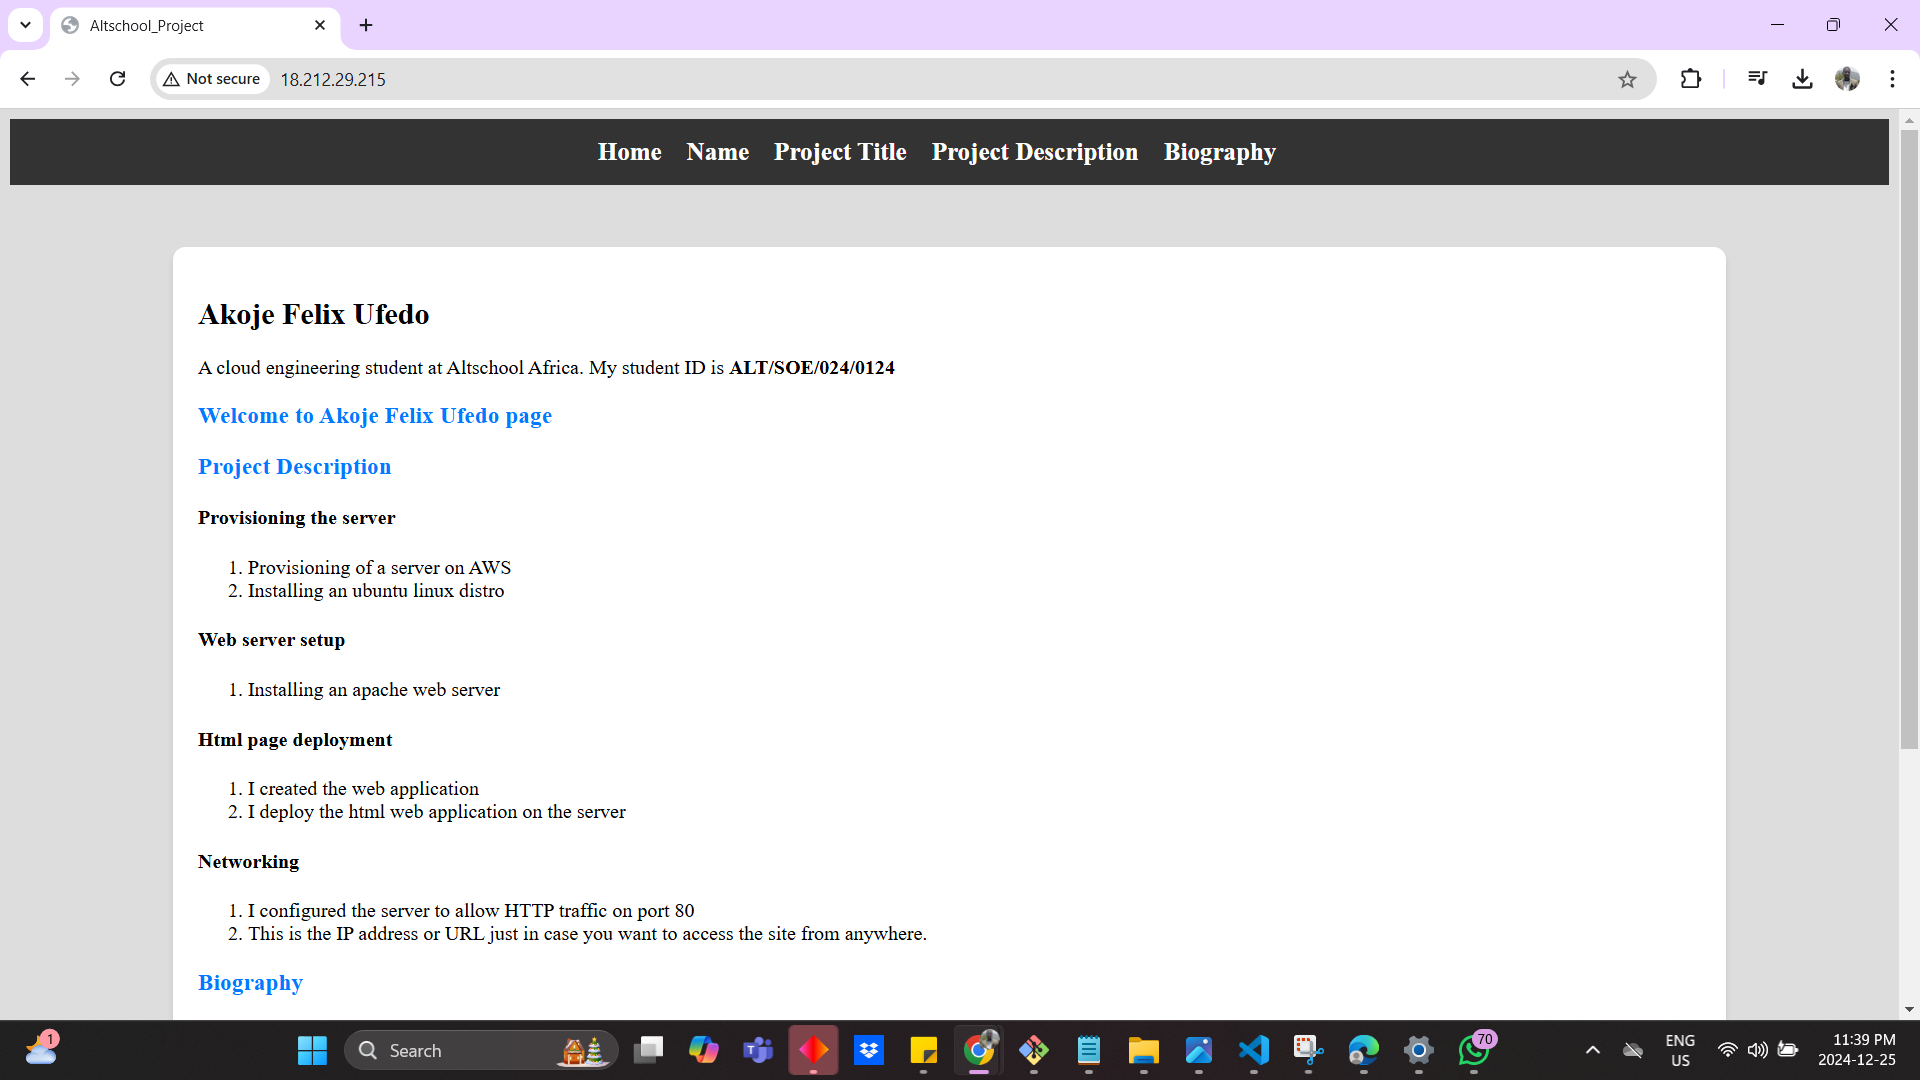 Altschool_Project
Not secure
18.212.29.215
Home Name Project Title Project Description Biography
Akoje Felix Ufedo
A cloud engineering student at Altschool Africa. My student ID is ALT/SOE/024/0124
Welcome to Akoje Felix Ufedo page
Project Description
Provisioning the server
1. Provisioning of a server on AWS
2. Installing an ubuntu linux distro
Web server setup
1. Installing an apache web server
Html page deployment
1. I created the web application
2. I deploy the html web application on the server
Networking
1. I configured the server to allow HTTP traffic on port 80
2. This is the IP address or URL just in case you want to access the site from anywhere.
Biography
1
Search
70
ENG
US
11:39 PM
2024-12-25